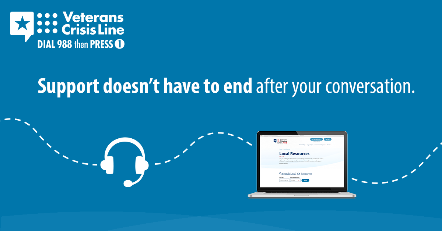 Veterans
Crisis Line
DIAL 988 then PRESS 1
Support doesn't have to end after your conversation.
Local Resources